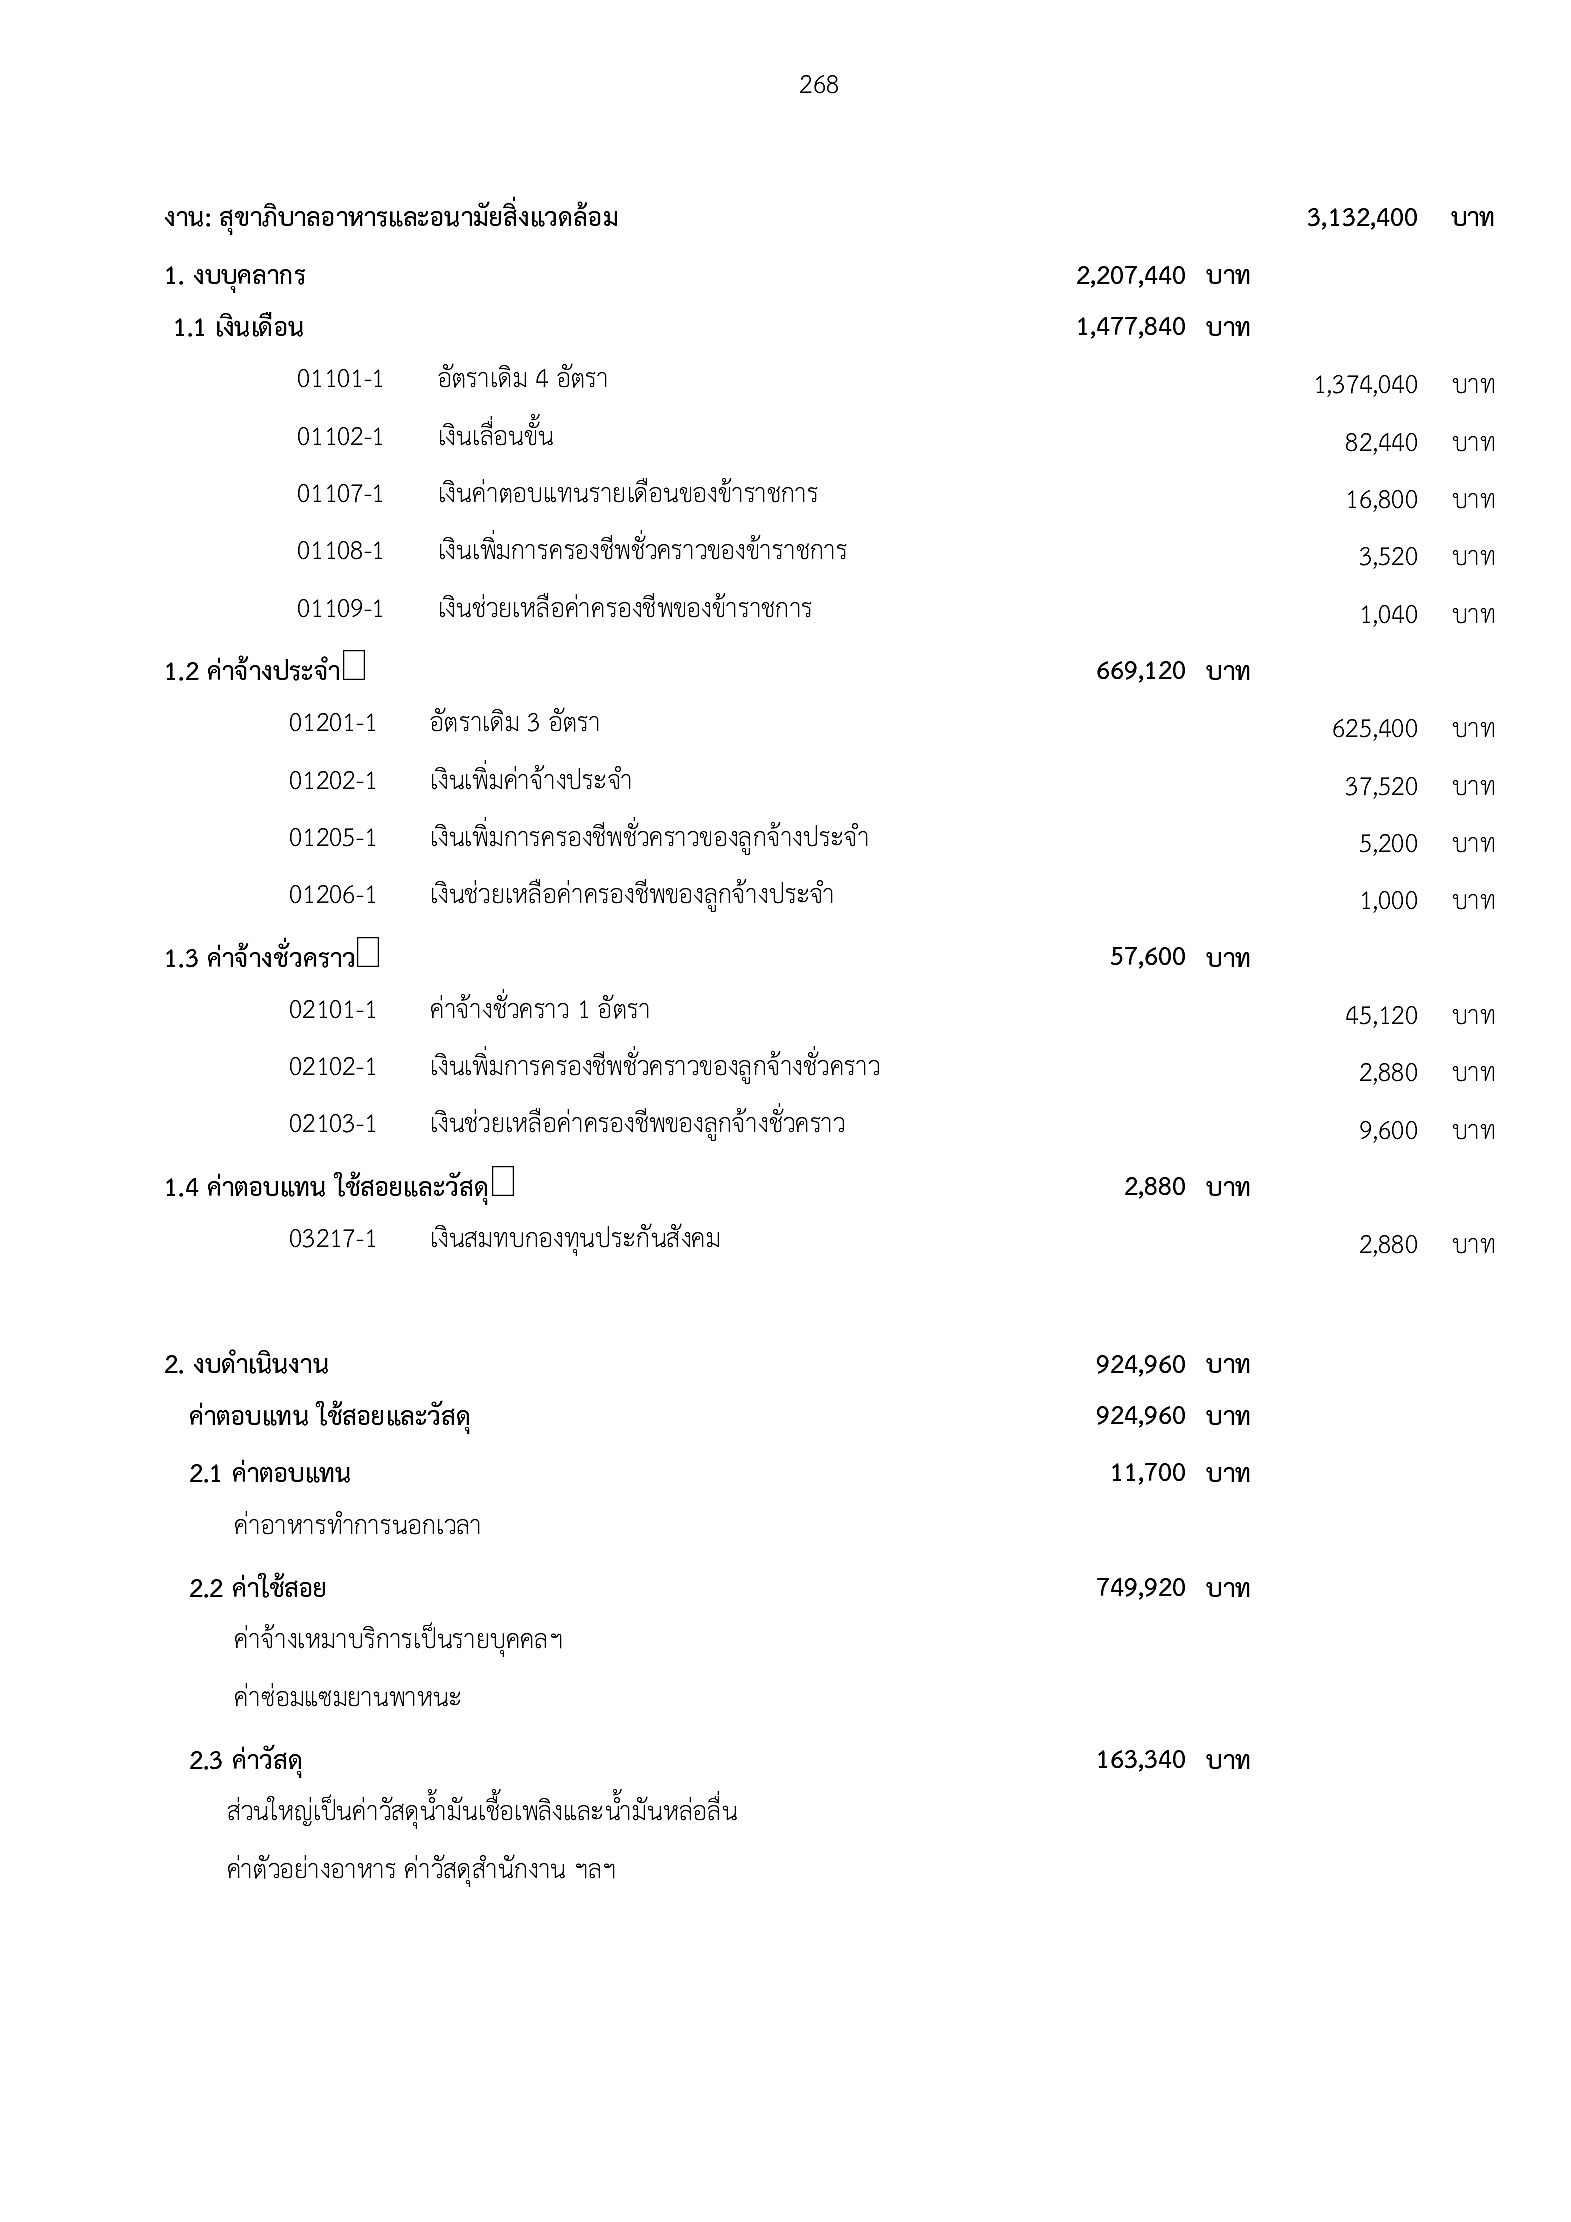 268
งาน: สุขาภิบาลอาหารและอนามัยสิ่งแวดล้อม 3,132,400 บาท
1. งบบุคลากร 2,207,440 บาท
1.1 เงินเดือน 1,477,840 บาท
01101-1 อัตราเดิม 4 อัตรา 1,374,040 บาท
01102-1 เงินเลื่อนขั้น 82,440 บาท
01107-1 เงินค่าตอบแทนรายเดือนของข้าราชการ 16,800 บาท
01108-1 เงินเพิ่มการครองชีพชั่วคราวของข้าราชการ 3,520 บาท
01109-1 เงินช่วยเหลือค่าครองชีพของข้าราชการ 1,040 บาท
1.2 ค่าจ้างประจำ 669,120 บาท
01201-1 อัตราเดิม 3 อัตรา 625,400 บาท
01202-1 เงินเพิ่มค่าจ้างประจำ 37,520 บาท
01205-1 เงินเพิ่มการครองชีพชั่วคราวของลูกจ้างประจำ 5,200 บาท
01206-1 เงินช่วยเหลือค่าครองชีพของลูกจ้างประจำ 1,000 บาท
1.3 ค่าจ้างชั่วคราว 57,600 บาท
02101-1 ค่าจ้างชั่วคราว 1 อัตรา 45,120 บาท
02102-1 เงินเพิ่มการครองชีพชั่วคราวของลูกจ้างชั่วคราว 2,880 บาท
02103-1 เงินช่วยเหลือค่าครองชีพของลูกจ้างชั่วคราว 9,600 บาท
1.4 ค่าตอบแทน ใช้สอยและวัสดุ 2,880 บาท
03217-1 เงินสมทบกองทุนประกันสังคม 2,880 บาท
2. งบดำเนินงาน 924,960 บาท
ค่าตอบแทน ใช้สอยและวัสดุ 924,960 บาท
2.1 ค่าตอบแทน 11,700 บาท
ค่าอาหารทำการนอกเวลา
2.2 ค่าใช้สอย 749,920 บาท
ค่าจ้างเหมาบริการเป็นรายบุคคลฯ
ค่าซ่อมแซมยานพาหนะ
2.3 ค่าวัสดุ 163,340 บาท
ส่วนใหญ่เป็นค่าวัสดุน้ำมันเชื้อเพลิงและน้ำมันหล่อลื่น
ค่าตัวอย่างอาหาร ค่าวัสดุสำนักงาน ฯลฯ